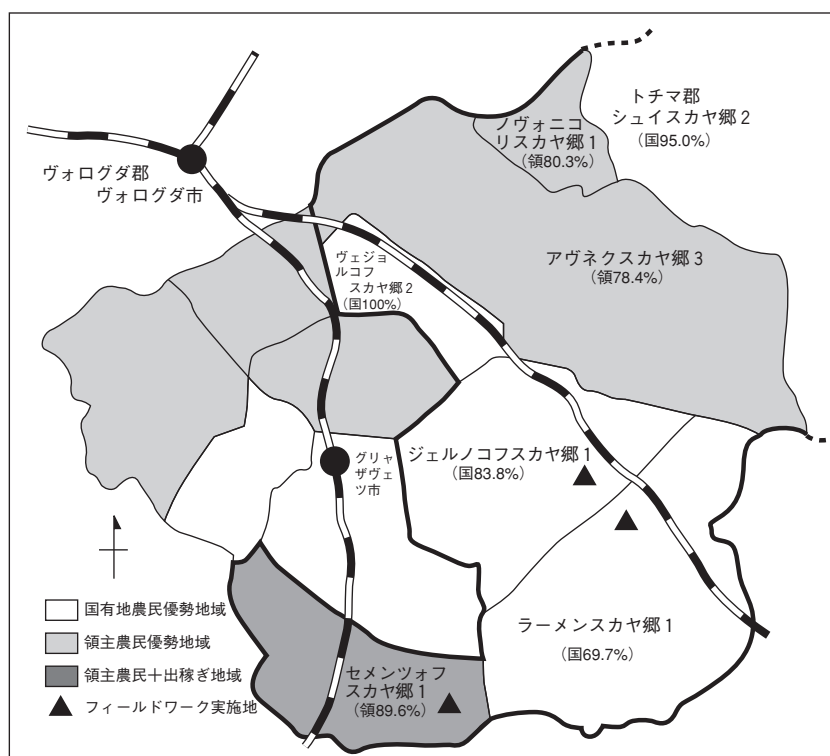 トチマ郡
シュイスカヤ郷2
(国95.0%)
ノヴォニコ
リスカヤ郷1
(領80.3%)
ヴォログダ郡
ヴォログダ市
ヴェジョ
ルコフ
スカヤ郷2
(国100%)
アヴネクスカヤ郷3
(領78.4%)
グリャ
ザヴェ
ツ市
ジェルノコフスカヤ郷1
(国83.8%)
ラーメンスカヤ郷1
(国69.7%)
セメンツォフ
スカヤ郷1
(領89.6%)
国有地農民優勢地域
領主農民優勢地域
領主農民十出稼ぎ地域
フィールドワーク実施地